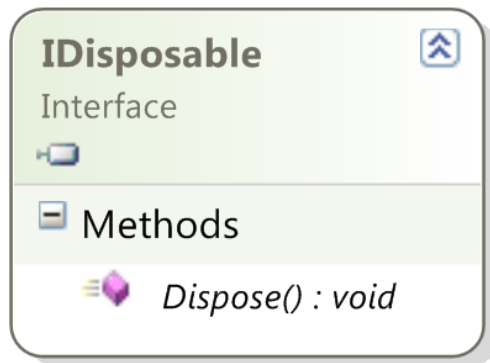 IDisposable
Interface
Methods
Dispose() : void